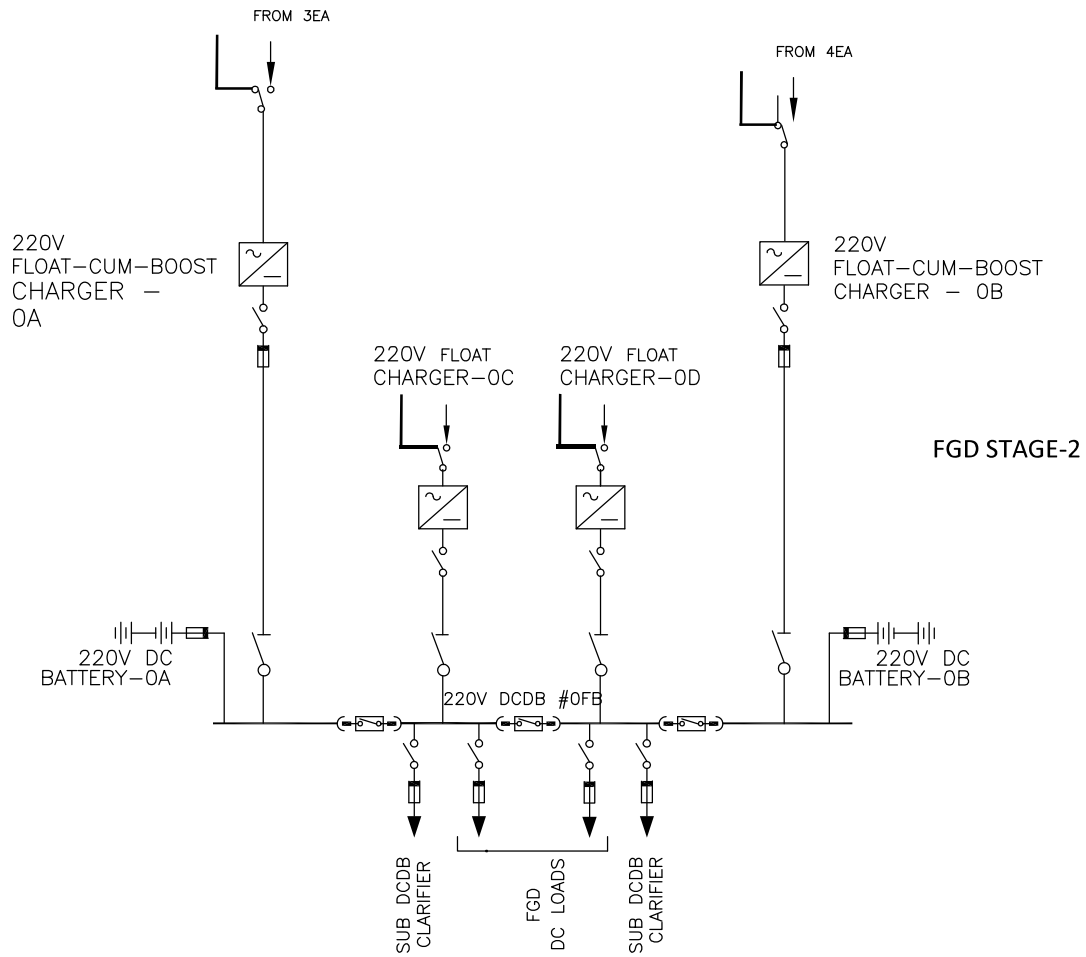 FROM 3EA
FROM 4EA
220V
FLOAT-CUM-BOOST
CHARGER -
0A
220V
FLOAT-CUM-BOOST
CHARGER - 0B
220V FLOAT
CHARGER-0C
220V FLOAT
CHARGER-0D
FGD STAGE-2
220V DC
BATTERY-0A
220V DC
BATTERY-0B
220V DCDB #0FB
SUB DCDB
CLARIFIER
FGD
DC LOADS
SUB DCDB
CLARIFIER